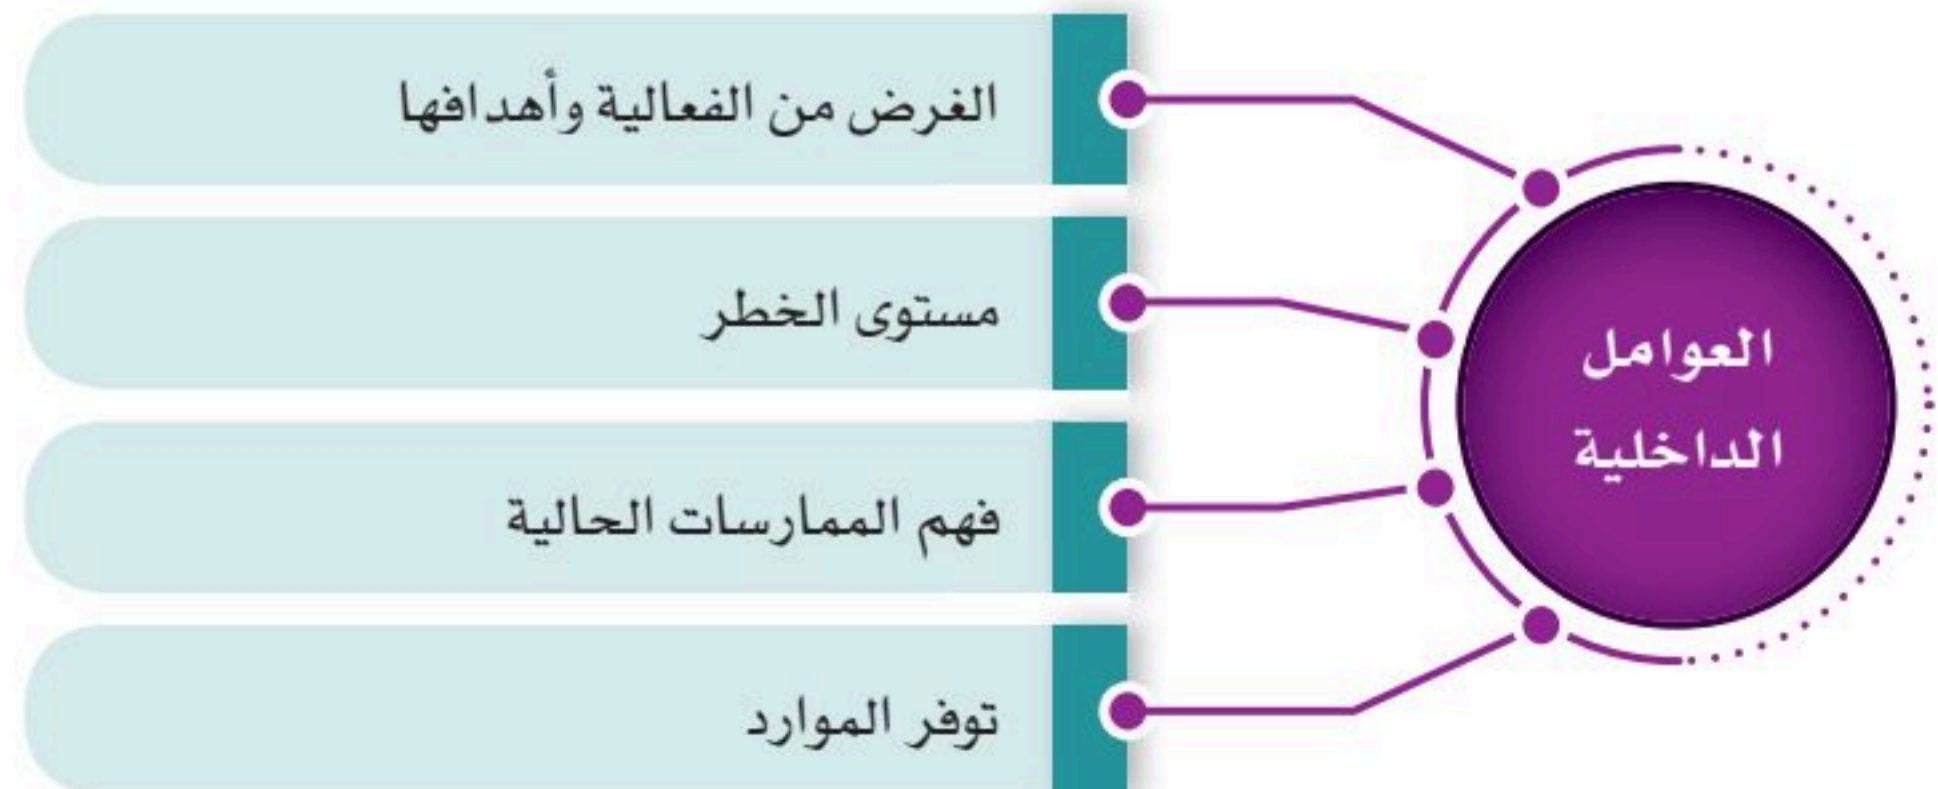 العوامل
الداخلية
الغرض من الفعالية وأهدافها
مستوى الخطر
فهم الممارسات الحالية
توفر الموارد